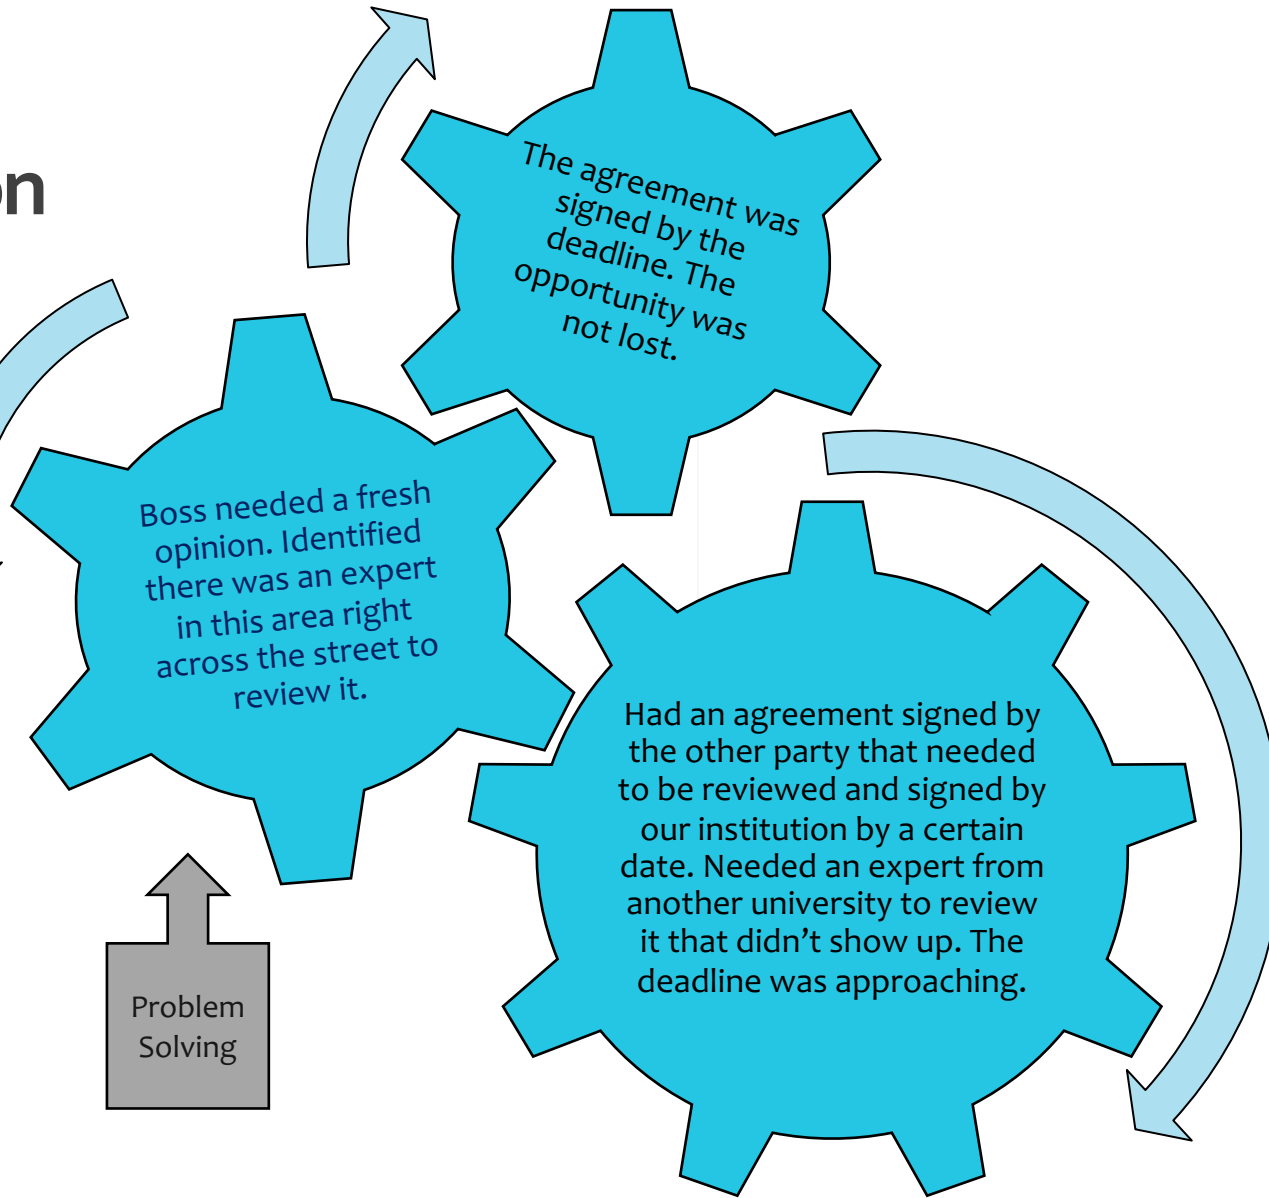 on
The agreement was
signed by the
deadline. The
opportunity was
not lost.
Boss needed a fresh
opinion. Identified
there was an expert
in this area right
across the street to
review it.
Had an agreement signed by
the other party that needed
to be reviewed and signed by
our institution by a certain
date. Needed an expert from
another university to review
it that didn’t show up. The
deadline was approaching.
Problem
Solving